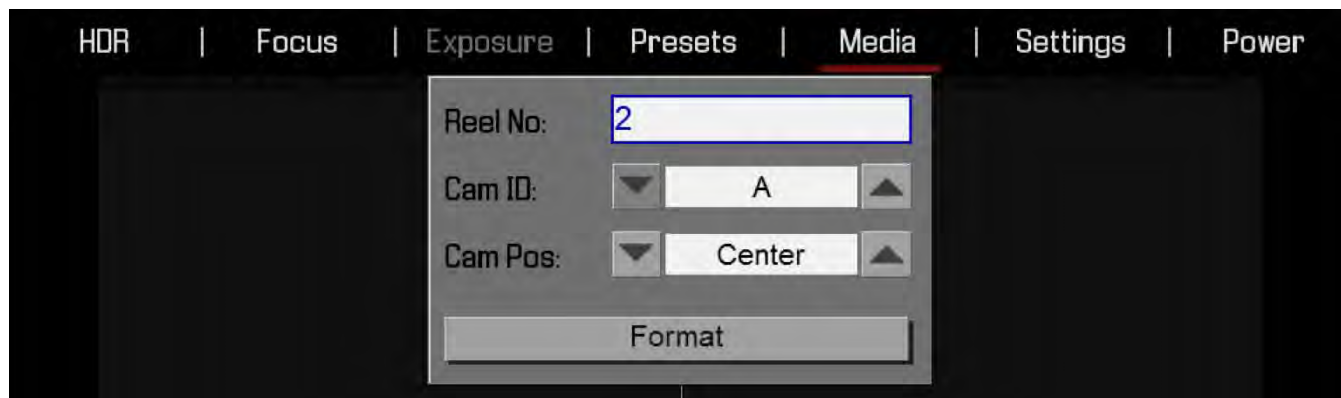 HDR | Focus | Exposure | Presets | Media | Settings | Power
Reel No: 2
Cam ID: A
Cam Pos: Center
Format